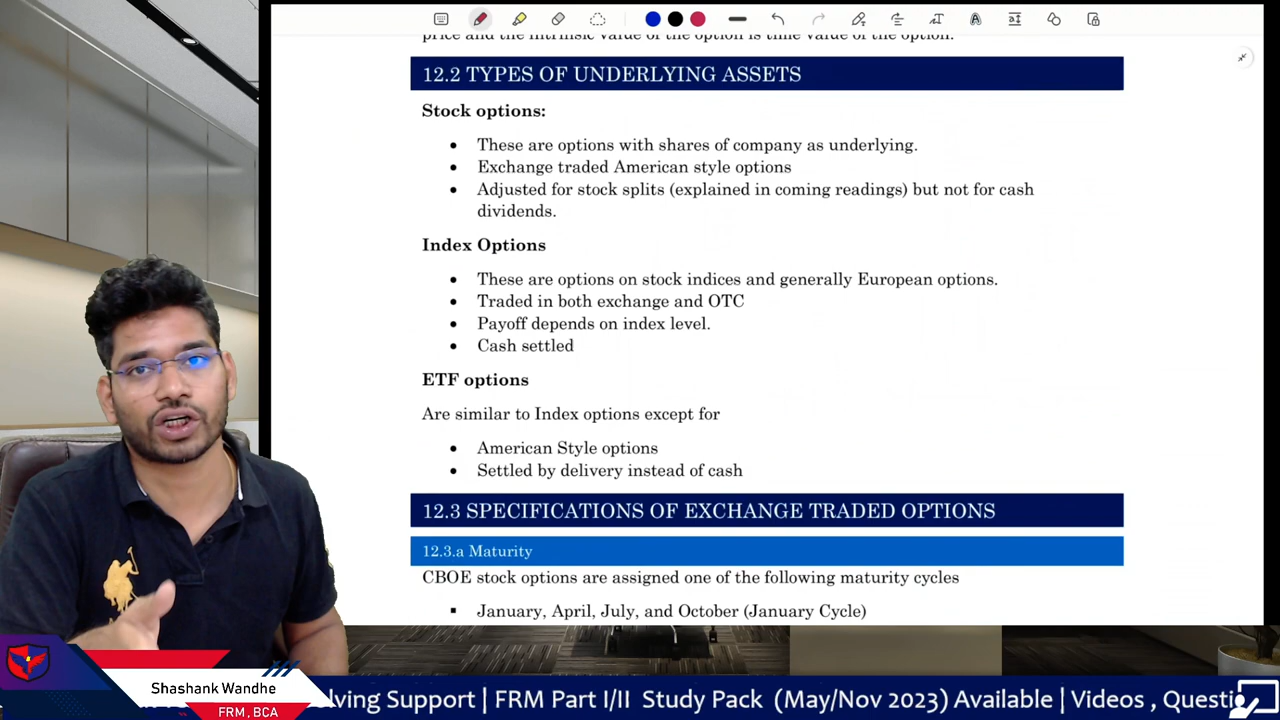 price and the intrinsic value of the option is time value of the option.
12.2 TYPES OF UNDERLYING ASSETS
Stock options:
• These are options with shares of company as underlying.
• Exchange traded American style options
• Adjusted for stock splits (explained in coming readings) but not for cash
dividends.
Index Options
• These are options on stock indices and generally European options.
• Traded in both exchange and OTC
• Payoff depends on index level.
• Cash settled
ETF options
Are similar to Index options except for
• American Style options
• Settled by delivery instead of cash
12.3 SPECIFICATIONS OF EXCHANGE TRADED OPTIONS
12.3.a Maturity
CBOE stock options are assigned one of the following maturity cycles
▪ January, April, July, and October (January Cycle)
Shashank Wandhe
FRM, BCA
lving Support | FRM Part I/II Study Pack (May/Nov 2023) Available | Videos , Questi